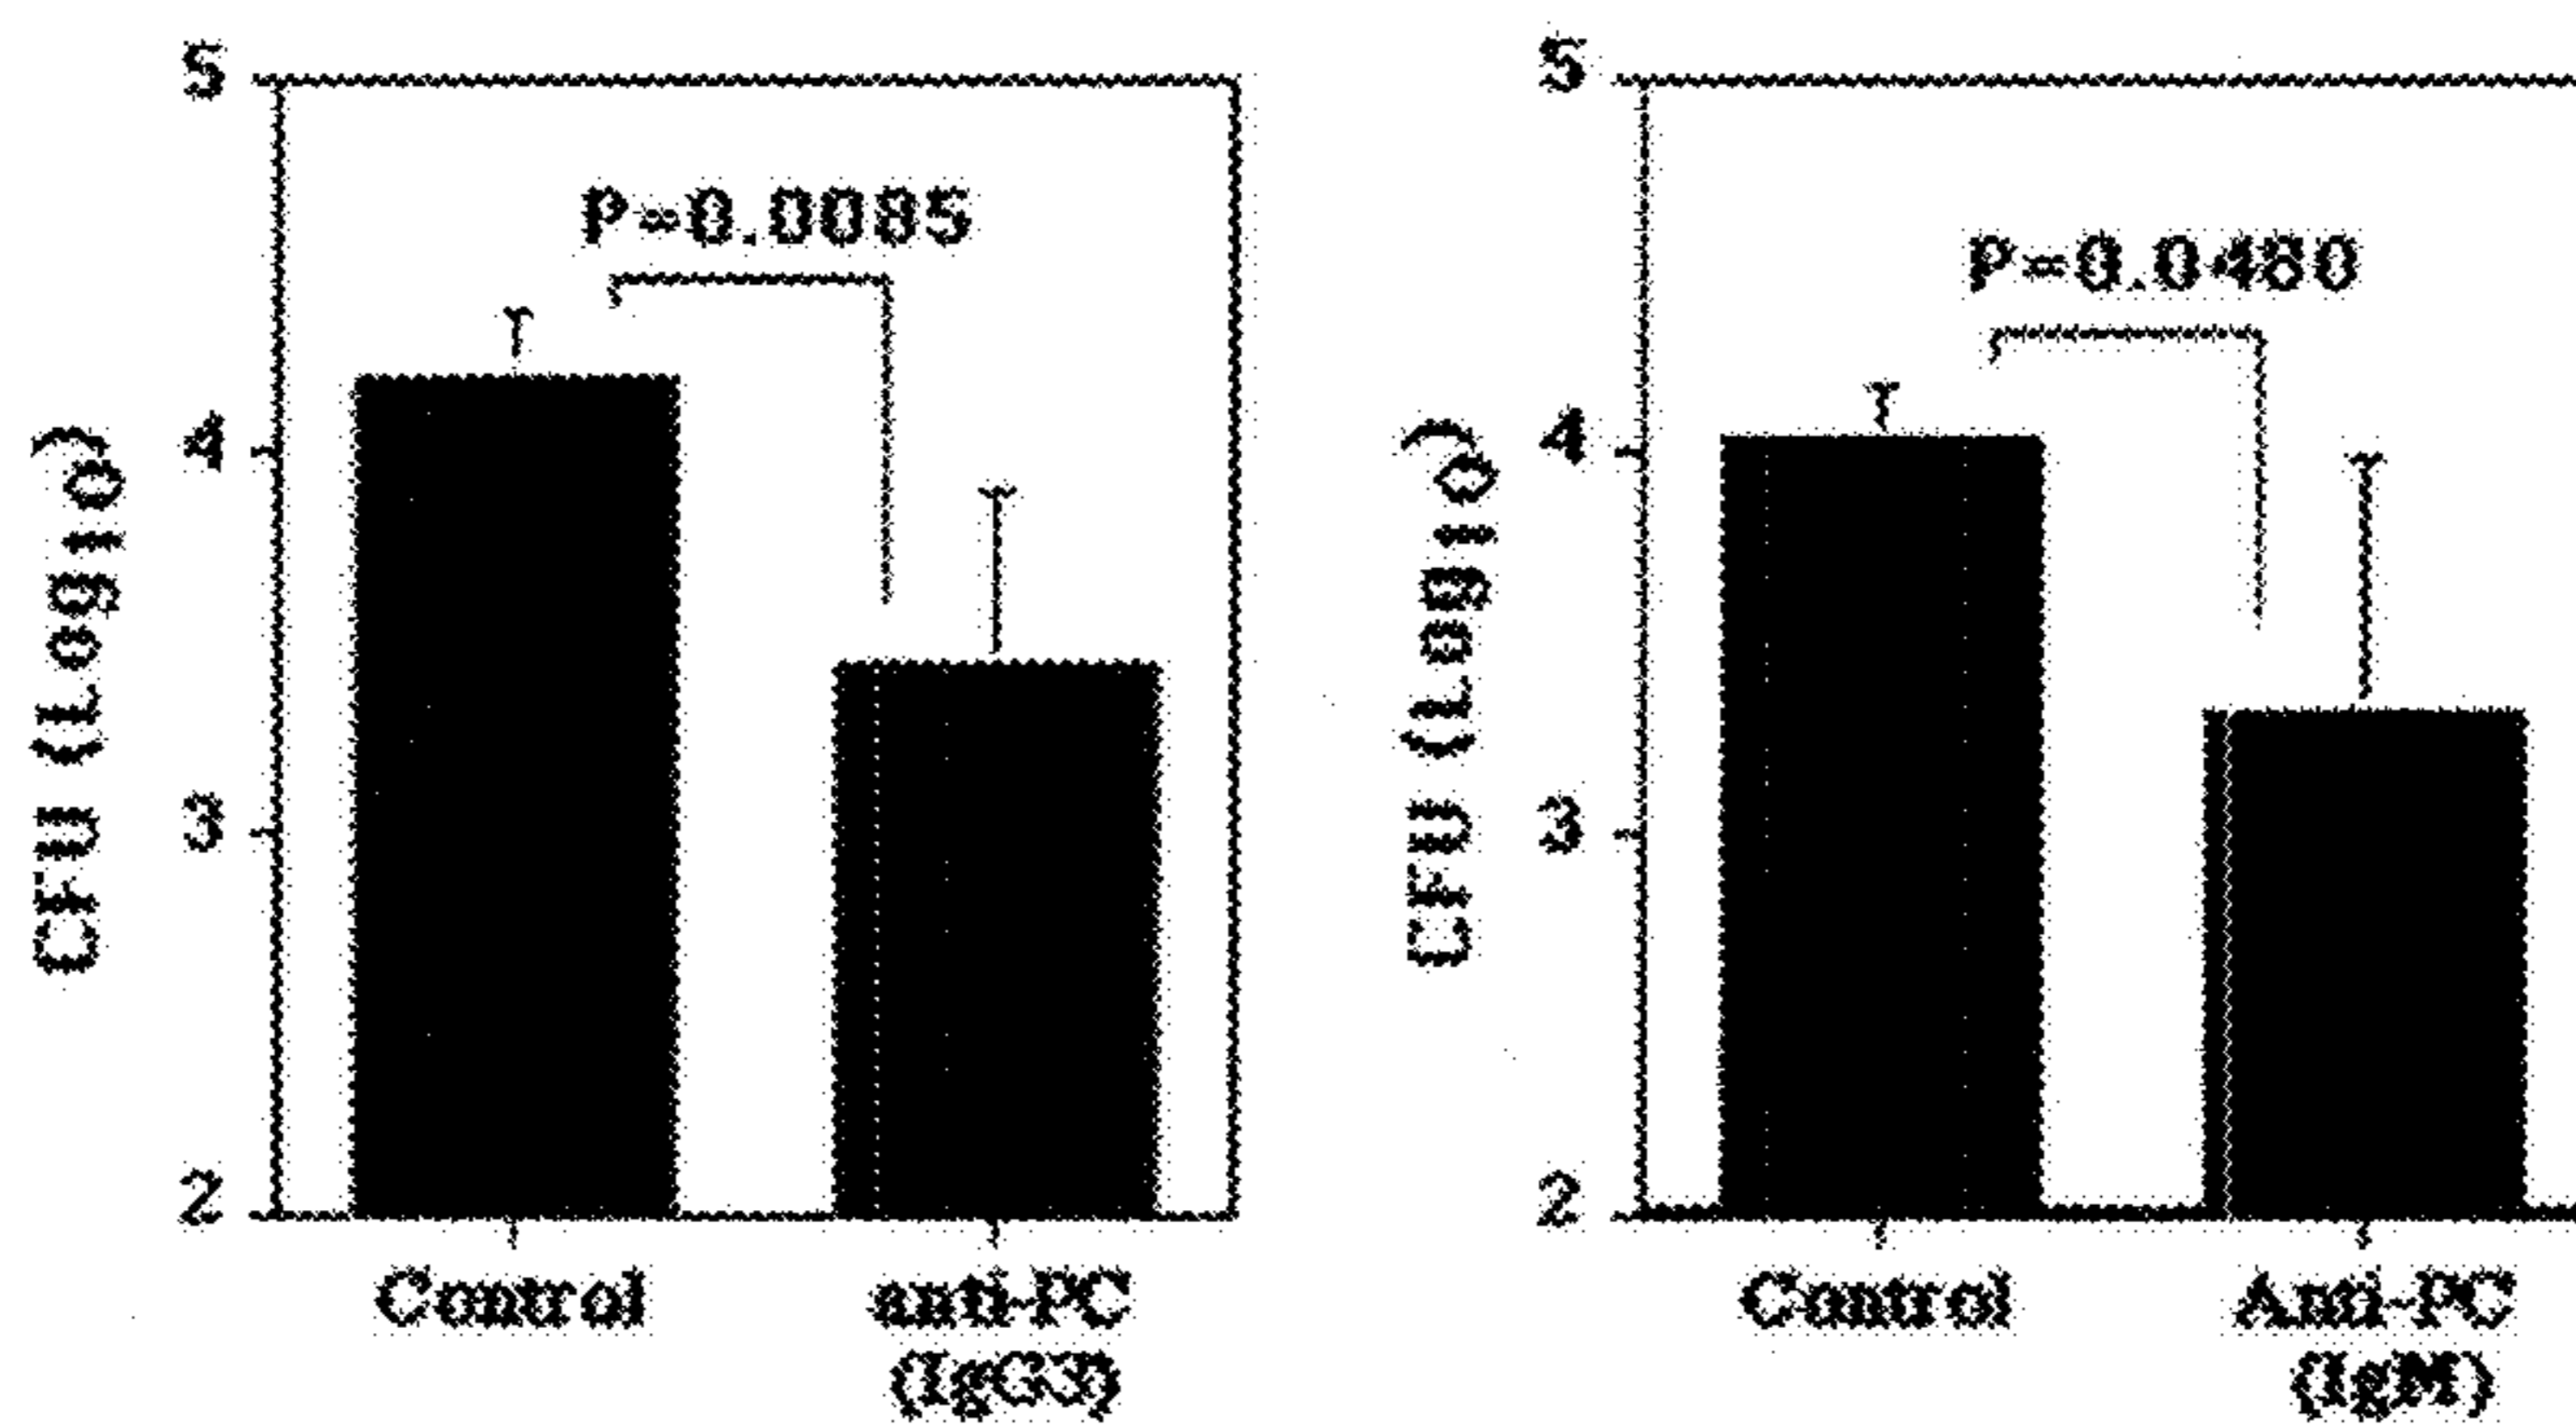 CFU (Log10)
5
4
3
2
P=0.0085
Control
anti-PC
(IgG3)
CFU (Log10)
5
4
3
2
P=0.0480
Control
Anti-PC
(IgM)